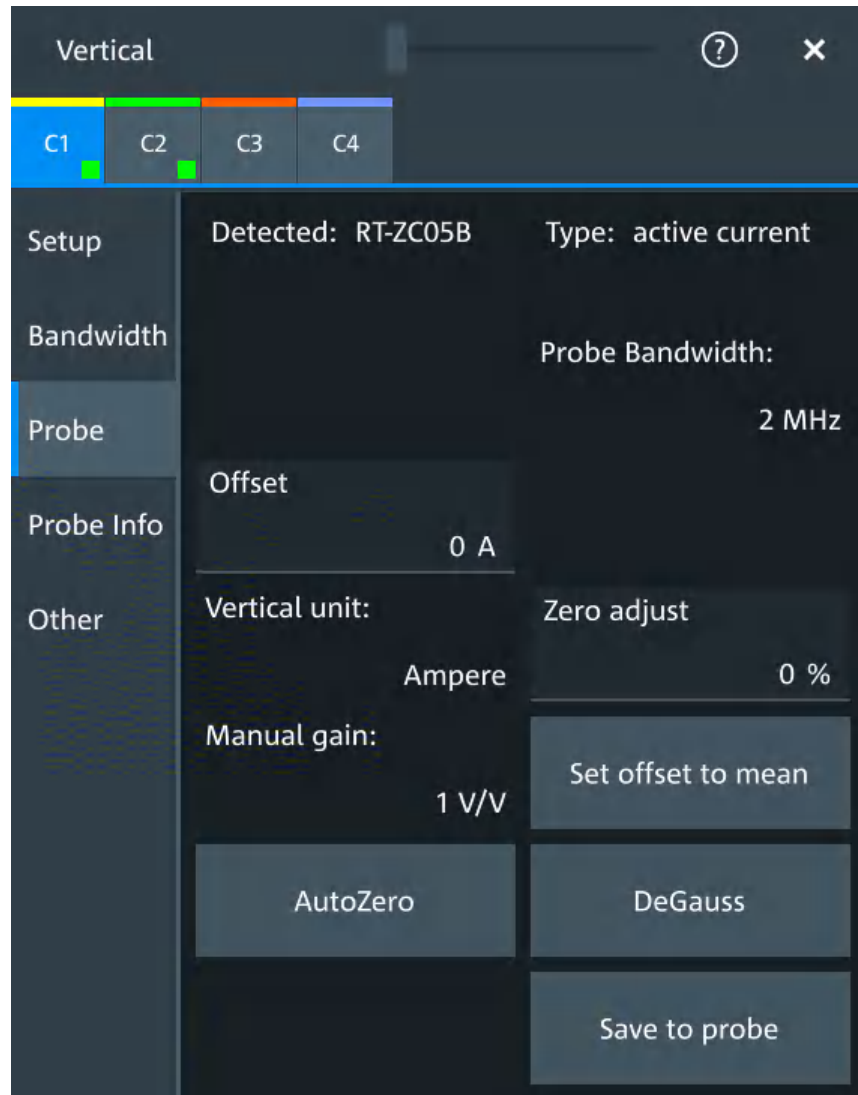 Vertical
?
×
C1
C2
C3
C4
Setup
Bandwidth
Probe
Probe Info
Other
Detected: RT-ZC05B
Type: active current
Probe Bandwidth:
2 MHz
Offset
0 A
Vertical unit:
Ampere
Zero adjust
0 %
Manual gain:
1 V/V
Set offset to mean
AutoZero
DeGauss
Save to probe